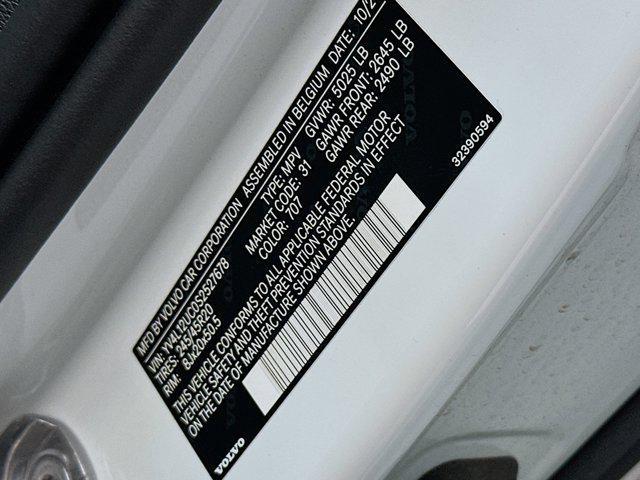 MFD BY VOLVO CAR CORPORATION ASSEMBLED IN BELGIUM DATE: 10/2
VIN: YV4L12UC6S2527678 TYPE: MPV GVWR: 5025 LB
TIRES: 245/45R20 MARKET CODE: 31 GAWR FRONT: 2645 LB
RIM: 8Jx20x50.5 COLOR: 707 GAWR REAR: 2490 LB
THIS VEHICLE CONFORMS TO ALL APPLICABLE FEDERAL MOTOR
VEHICLE SAFETY AND THEFT PREVENTION STANDARDS IN EFFECT
ON THE DATE OF MANUFACTURE SHOWN ABOVE.
VOLVO
32390594